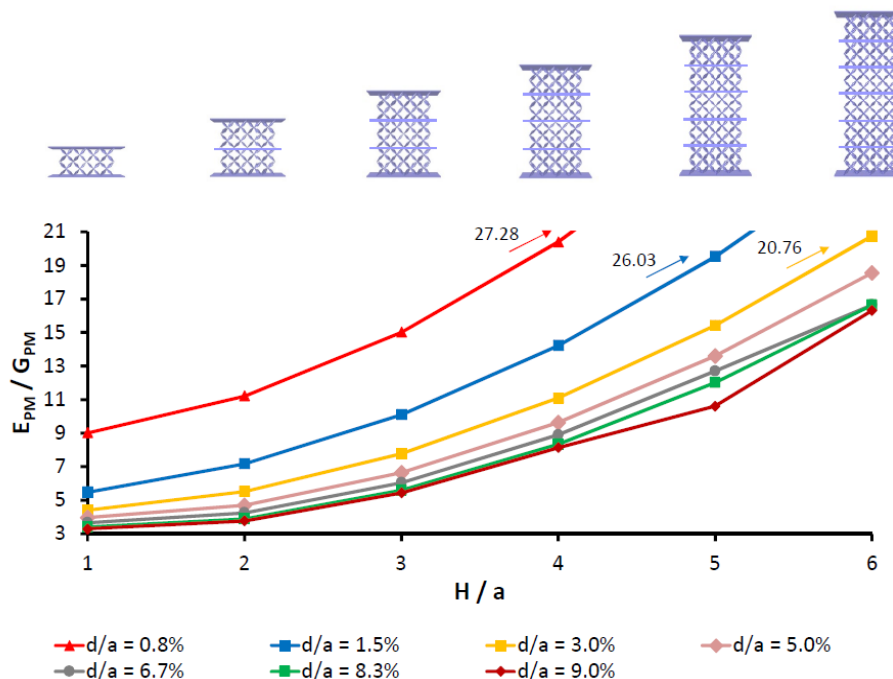 27.28
26.03
20.76
21
19
17
15
13
11
9
7
5
3
E_PM / G_PM
1 2 3 4 5 6
H / a
d/a = 0.8% d/a = 1.5% d/a = 3.0% d/a = 5.0%
d/a = 6.7% d/a = 8.3% d/a = 9.0%